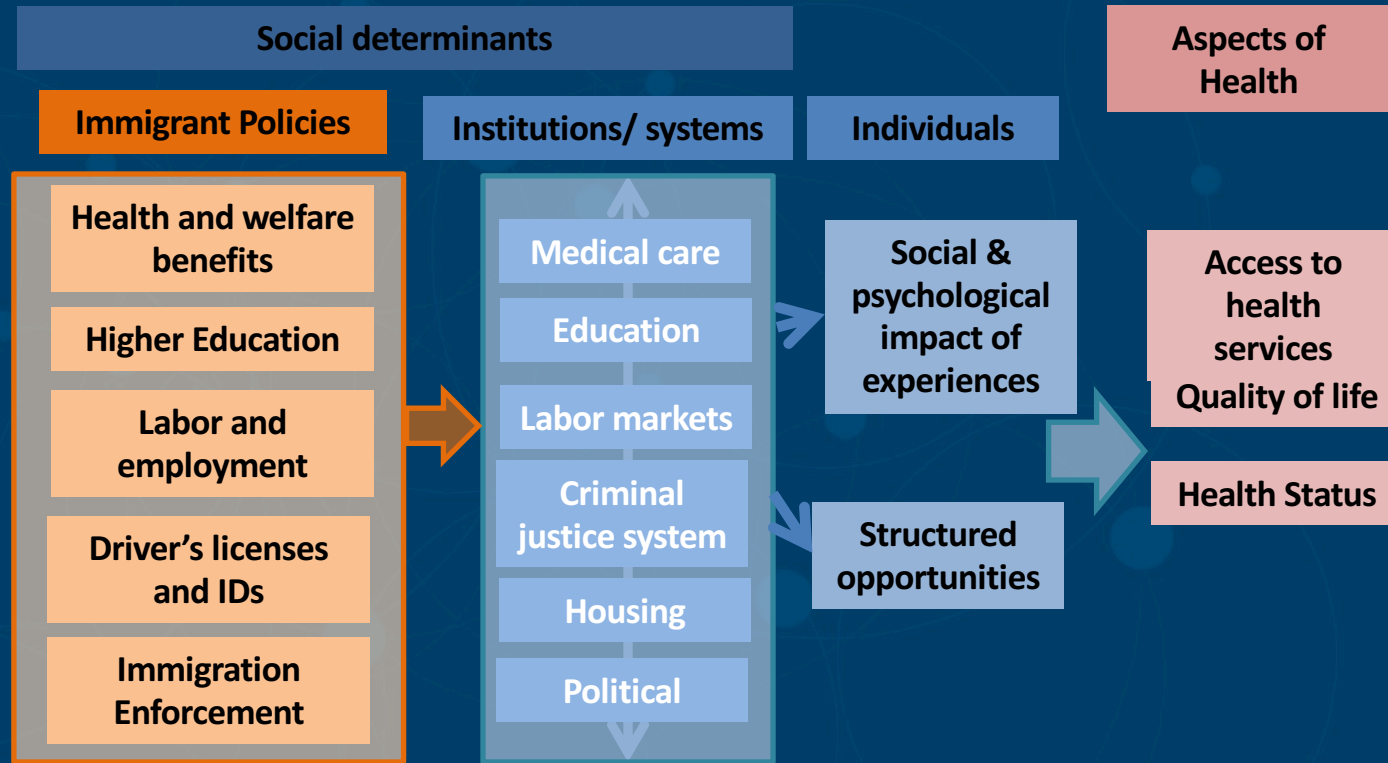 Social determinants
Aspects of
Health
Immigrant Policies
Institutions/ systems
Individuals
Health and welfare
benefits
Higher Education
Labor and
employment
Driver’s licenses
and IDs
Immigration
Enforcement
Medical care
Education
Labor markets
Criminal
justice system
Housing
Political
Social &
psychological
impact of
experiences
Structured
opportunities
Access to
health
services
Quality of life
Health Status